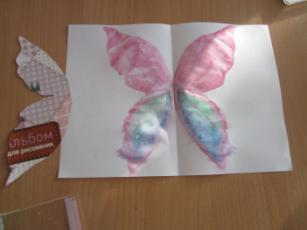 альбом
для рисования